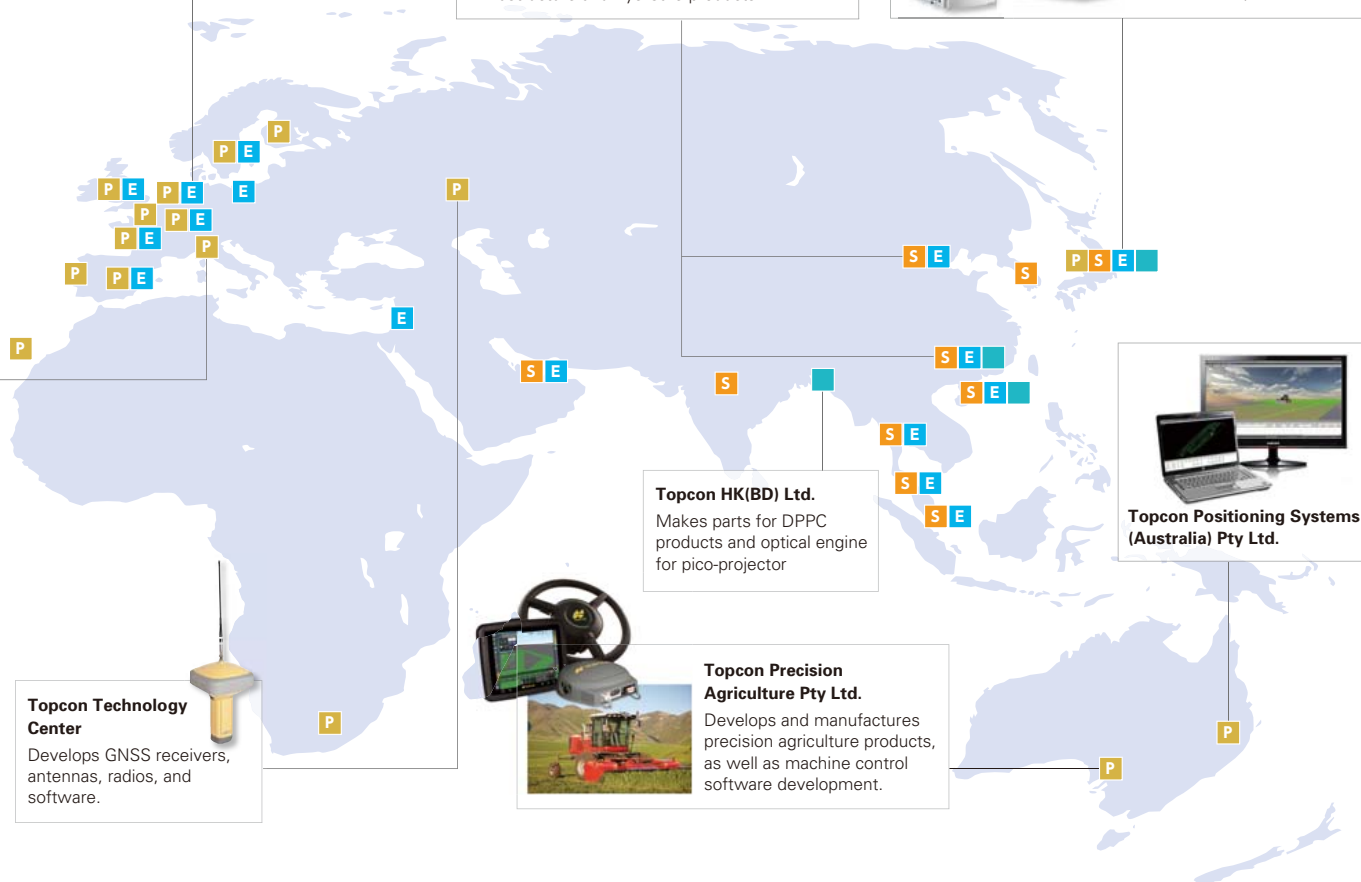 P
P E
P E
P E
E
P
P
P E
P E
P
S E
P S E
S
P
P E
E
P
S E
S E
S
S E
S E
Topcon HK(BD) Ltd.
Makes parts for DPPC
products and optical engine
for pico-projector
S E
S E
Topcon Positioning Systems
(Australia) Pty Ltd.
Topcon Technology
Center
Develops GNSS receivers,
antennas, radios, and
software.
P
Topcon Precision
Agriculture Pty Ltd.
Develops and manufactures
precision agriculture products,
as well as machine control
software development.
P
P